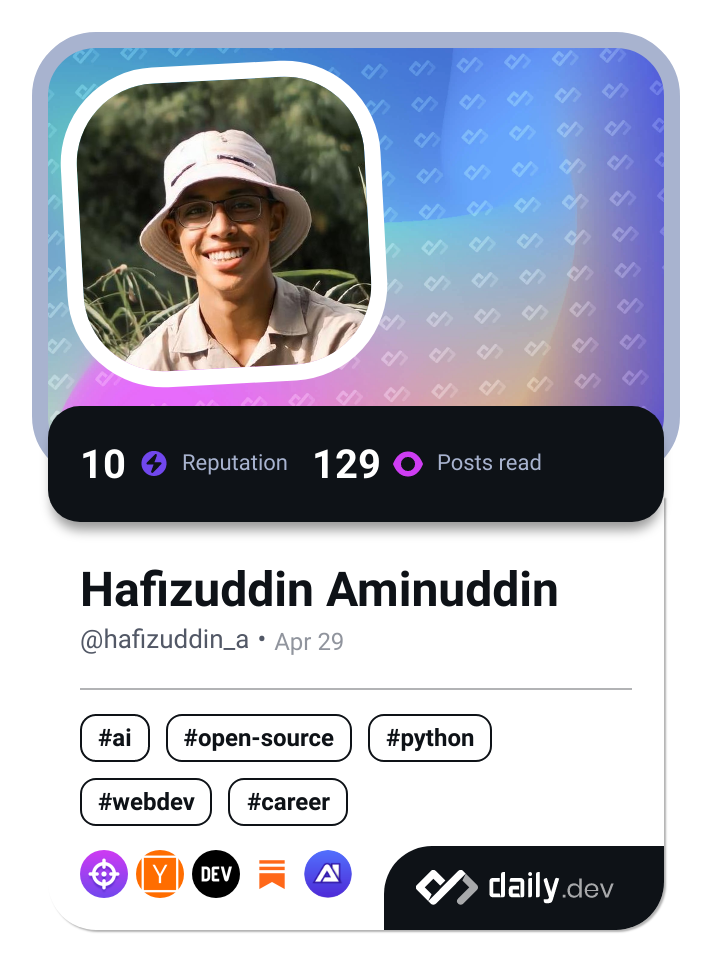 10 Reputation 129 Posts read
Hafizuddin Aminuddin
@hafizuddin_a • Apr 29
#ai #open-source #python
#webdev #career
Y DEV AI daily.dev